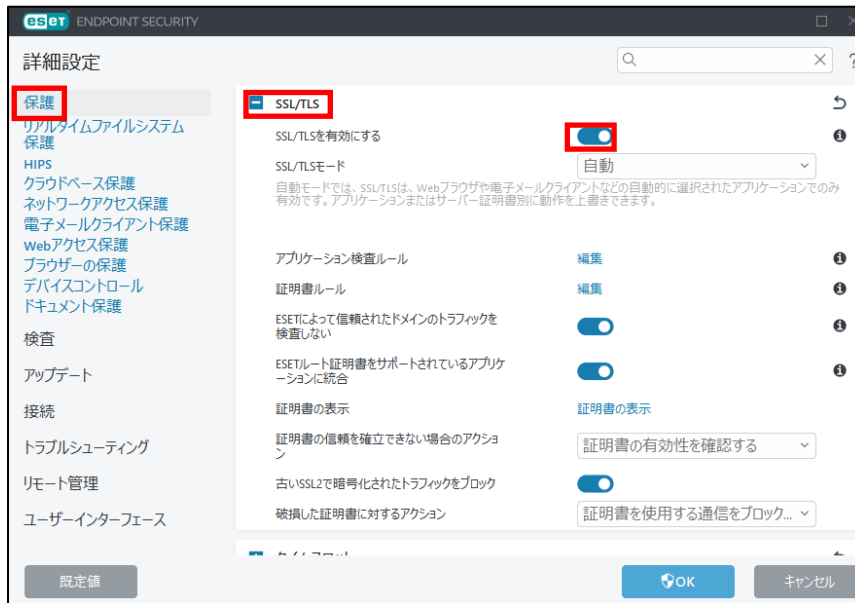 eseT ENDPOINT SECURITY
詳細設定
保護
リアルタイムファイルシステム
保護
HIPS
クラウドベース保護
ネットワークアクセス保護
電子メールクライアント保護
Webアクセス保護
ブラウザーの保護
デバイスコントロール
ドキュメント保護
検査
アップデート
接続
トラブルシューティング
リモート管理
ユーザーインターフェース
SSL/TLS
SSL/TLSを有効にする
SSL/TLSモード 自動
自動モードでは、SSL/TLSは、Webブラウザや電子メールクライアントなどの自動的に選択されたアプリケーションでのみ
有効です。アプリケーションまたはサーバー証明書別に動作を上書きできます。
アプリケーション検査ルール 編集
証明書ルール 編集
ESETによって信頼されたドメインのトラフィックを
検査しない
ESETルート証明書をサポートされているアプリケ
ーションに統合
証明書の表示 証明書の表示
証明書の信頼を確立できない場合のアクショ
ン 証明書の有効性を確認する
古いSSL2で暗号化されたトラフィックをブロック
破損した証明書に対するアクション 証明書を使用する通信をブロック...
既定値 OK キャンセル